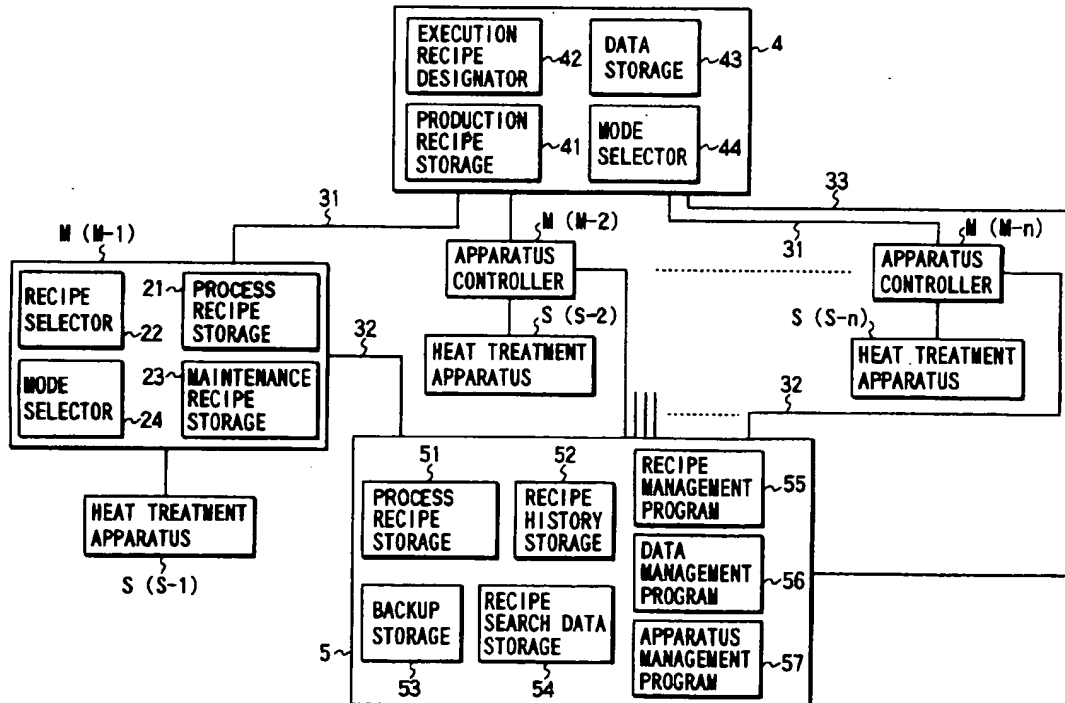 EXECUTION
RECIPE
DESIGNATOR
42
DATA
STORAGE
43
4
PRODUCTION
RECIPE
STORAGE
41
MODE
SELECTOR
44
31
33
M (M-1)
M (M-2)
31
M (M-n)
RECIPE
SELECTOR
22
21
PROCESS
RECIPE
STORAGE
APPARATUS
CONTROLLER
APPARATUS
CONTROLLER
32
S (S-2)
S (S-n)
MODE
SELECTOR
24
23
MAINTENANCE
RECIPE
STORAGE
HEAT TREATMENT
APPARATUS
HEAT TREATMENT
APPARATUS
32
HEAT TREATMENT
APPARATUS
S (S-1)
51
PROCESS
RECIPE
STORAGE
52
RECIPE
HISTORY
STORAGE
RECIPE
MANAGEMENT
PROGRAM
55
DATA
MANAGEMENT
PROGRAM
56
5
BACKUP
STORAGE
53
RECIPE
SEARCH DATA
STORAGE
54
APPARATUS
MANAGEMENT
PROGRAM
57